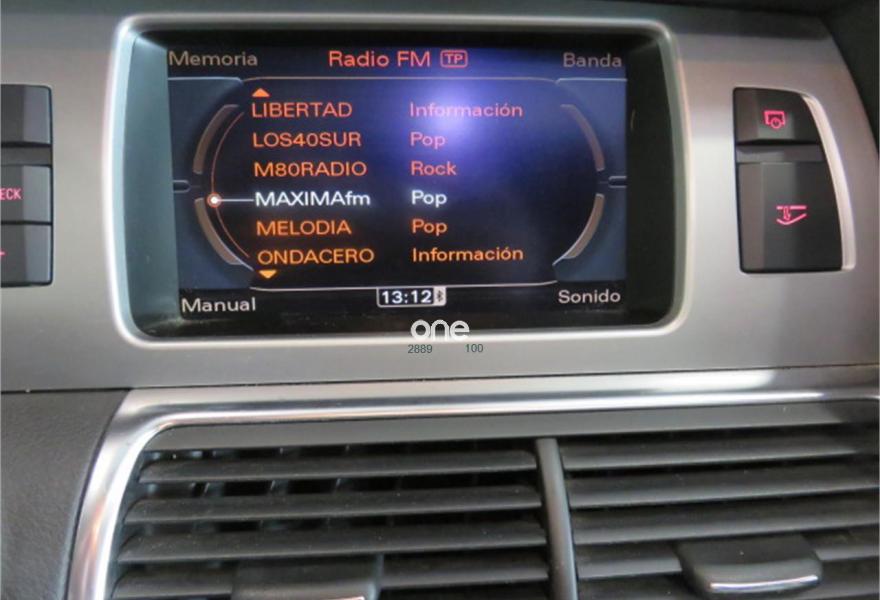 Memoria Radio FM TP Banda
LIBERTAD Información
LOS40SUR Pop
M80RADIO Rock
MAXIMAfm Pop
MELODIA Pop
ONDACERO Información
Manual 13:12 Sonido
one
2889 100